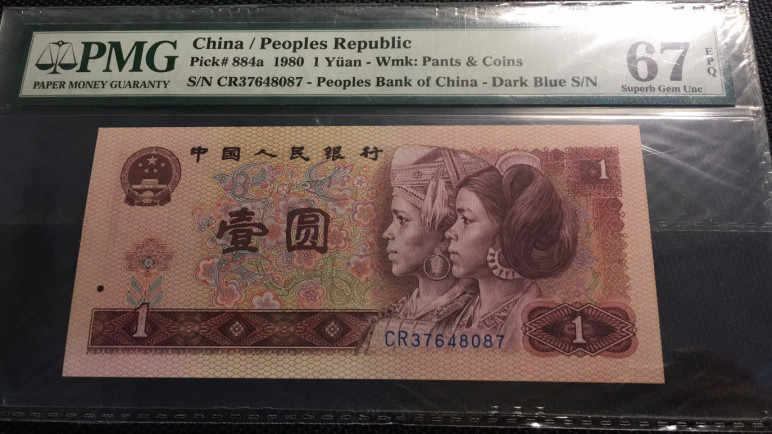 PMG
PAPER MONEY GUARANTY
China / Peoples Republic
Pick# 884a 1980 1 Yüan - Wmk: Pants & Coins
S/N CR37648087 - Peoples Bank of China - Dark Blue S/N
67
EPQ
Superb Gem Unc
中国人民银行
1
壹圆
1
1
CR37648087